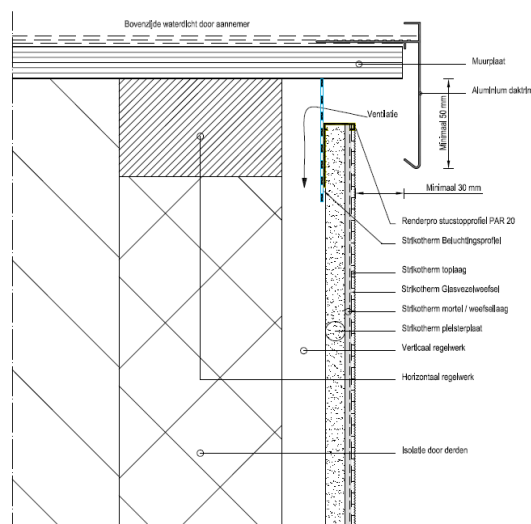 Bovenzijde waterdicht door aannemer
Muurplaat
Aluminium daktrim
Ventilatie
Minimaal 50 mm
Minimaal 30 mm
Renderpro stucstopprofiel PAR 20
Strikotherm Beluchtingsprofiel
Strikotherm toplaag
Strikotherm Glasvezelweefsel
Strikotherm mortel / weefsellaag
Strikotherm pleisterplaat
Verticaal regelwerk
Horizontaal regelwerk
Isolatie door derden